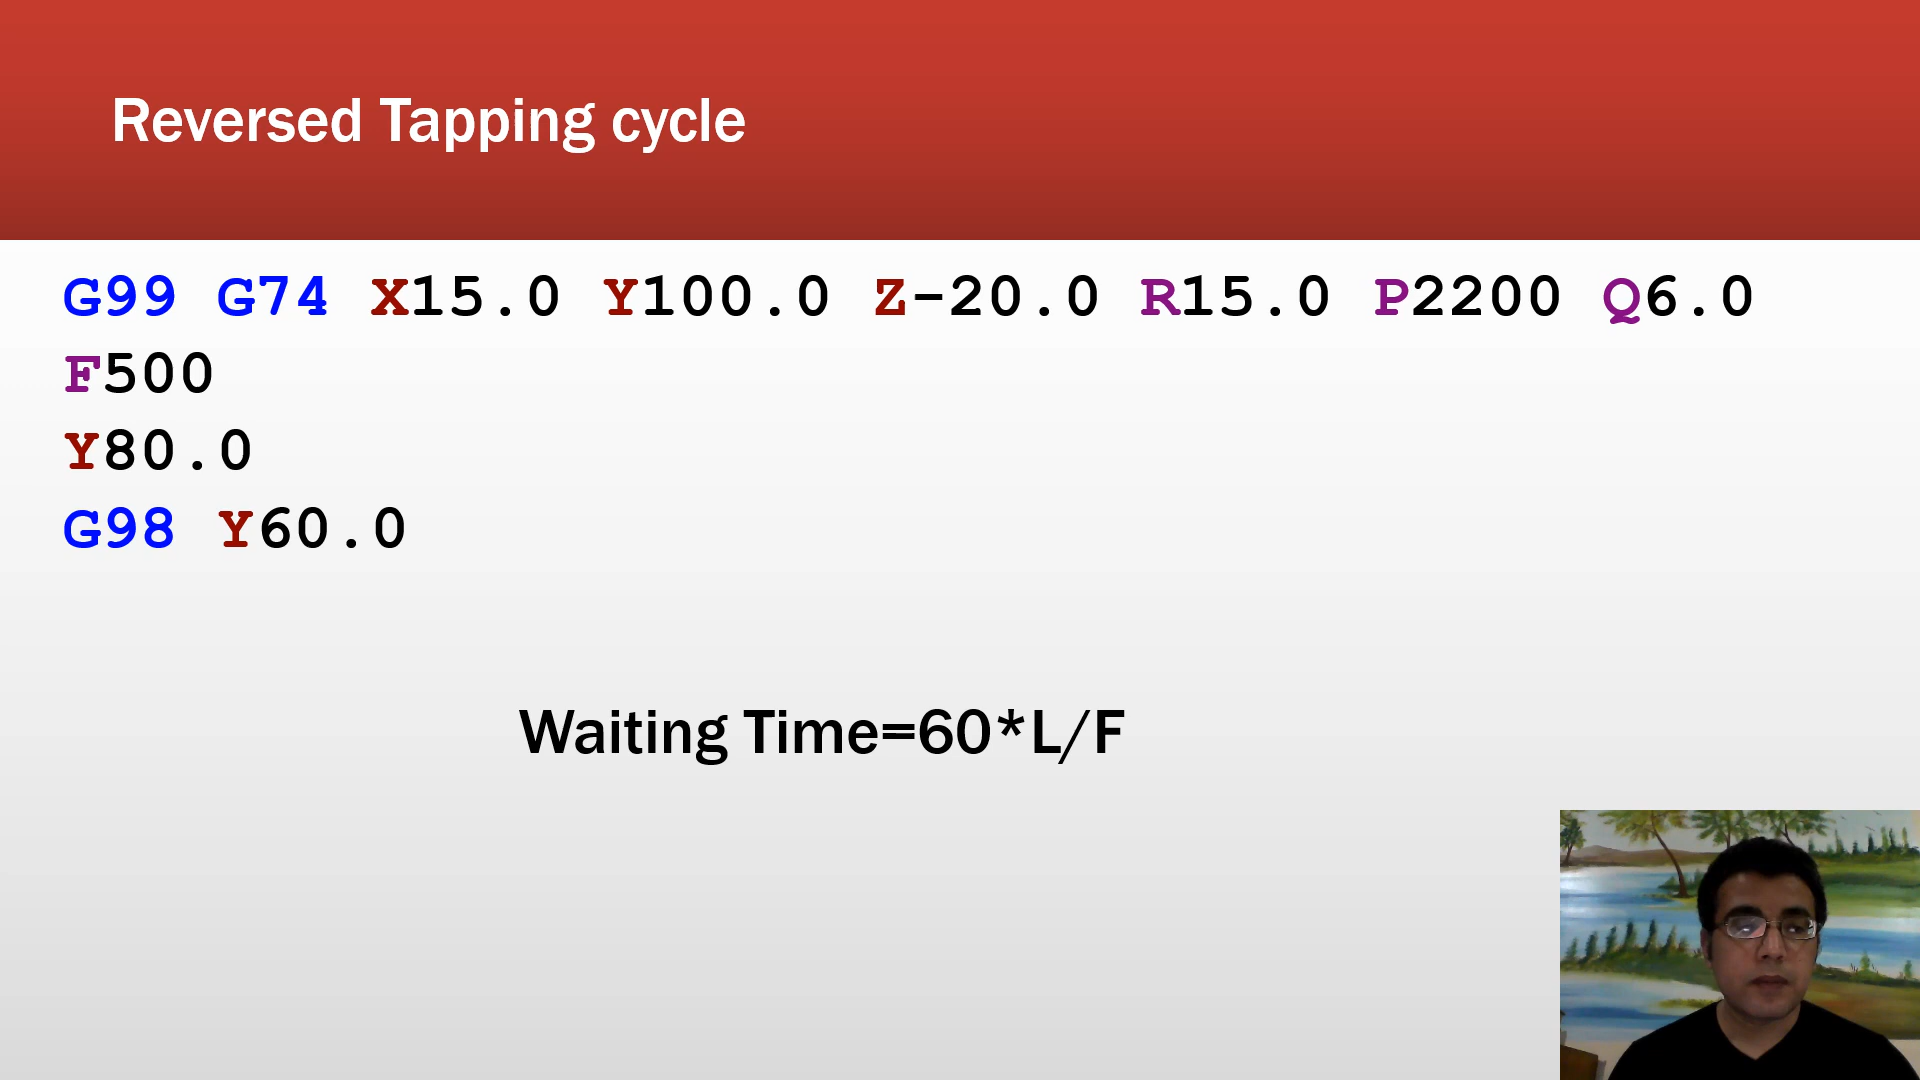 Reversed Tapping cycle
G99 G74 X15.0 Y100.0 Z-20.0 R15.0 P2200 Q6.0
F500
Y80.0
G98 Y60.0
Waiting Time=60*L/F